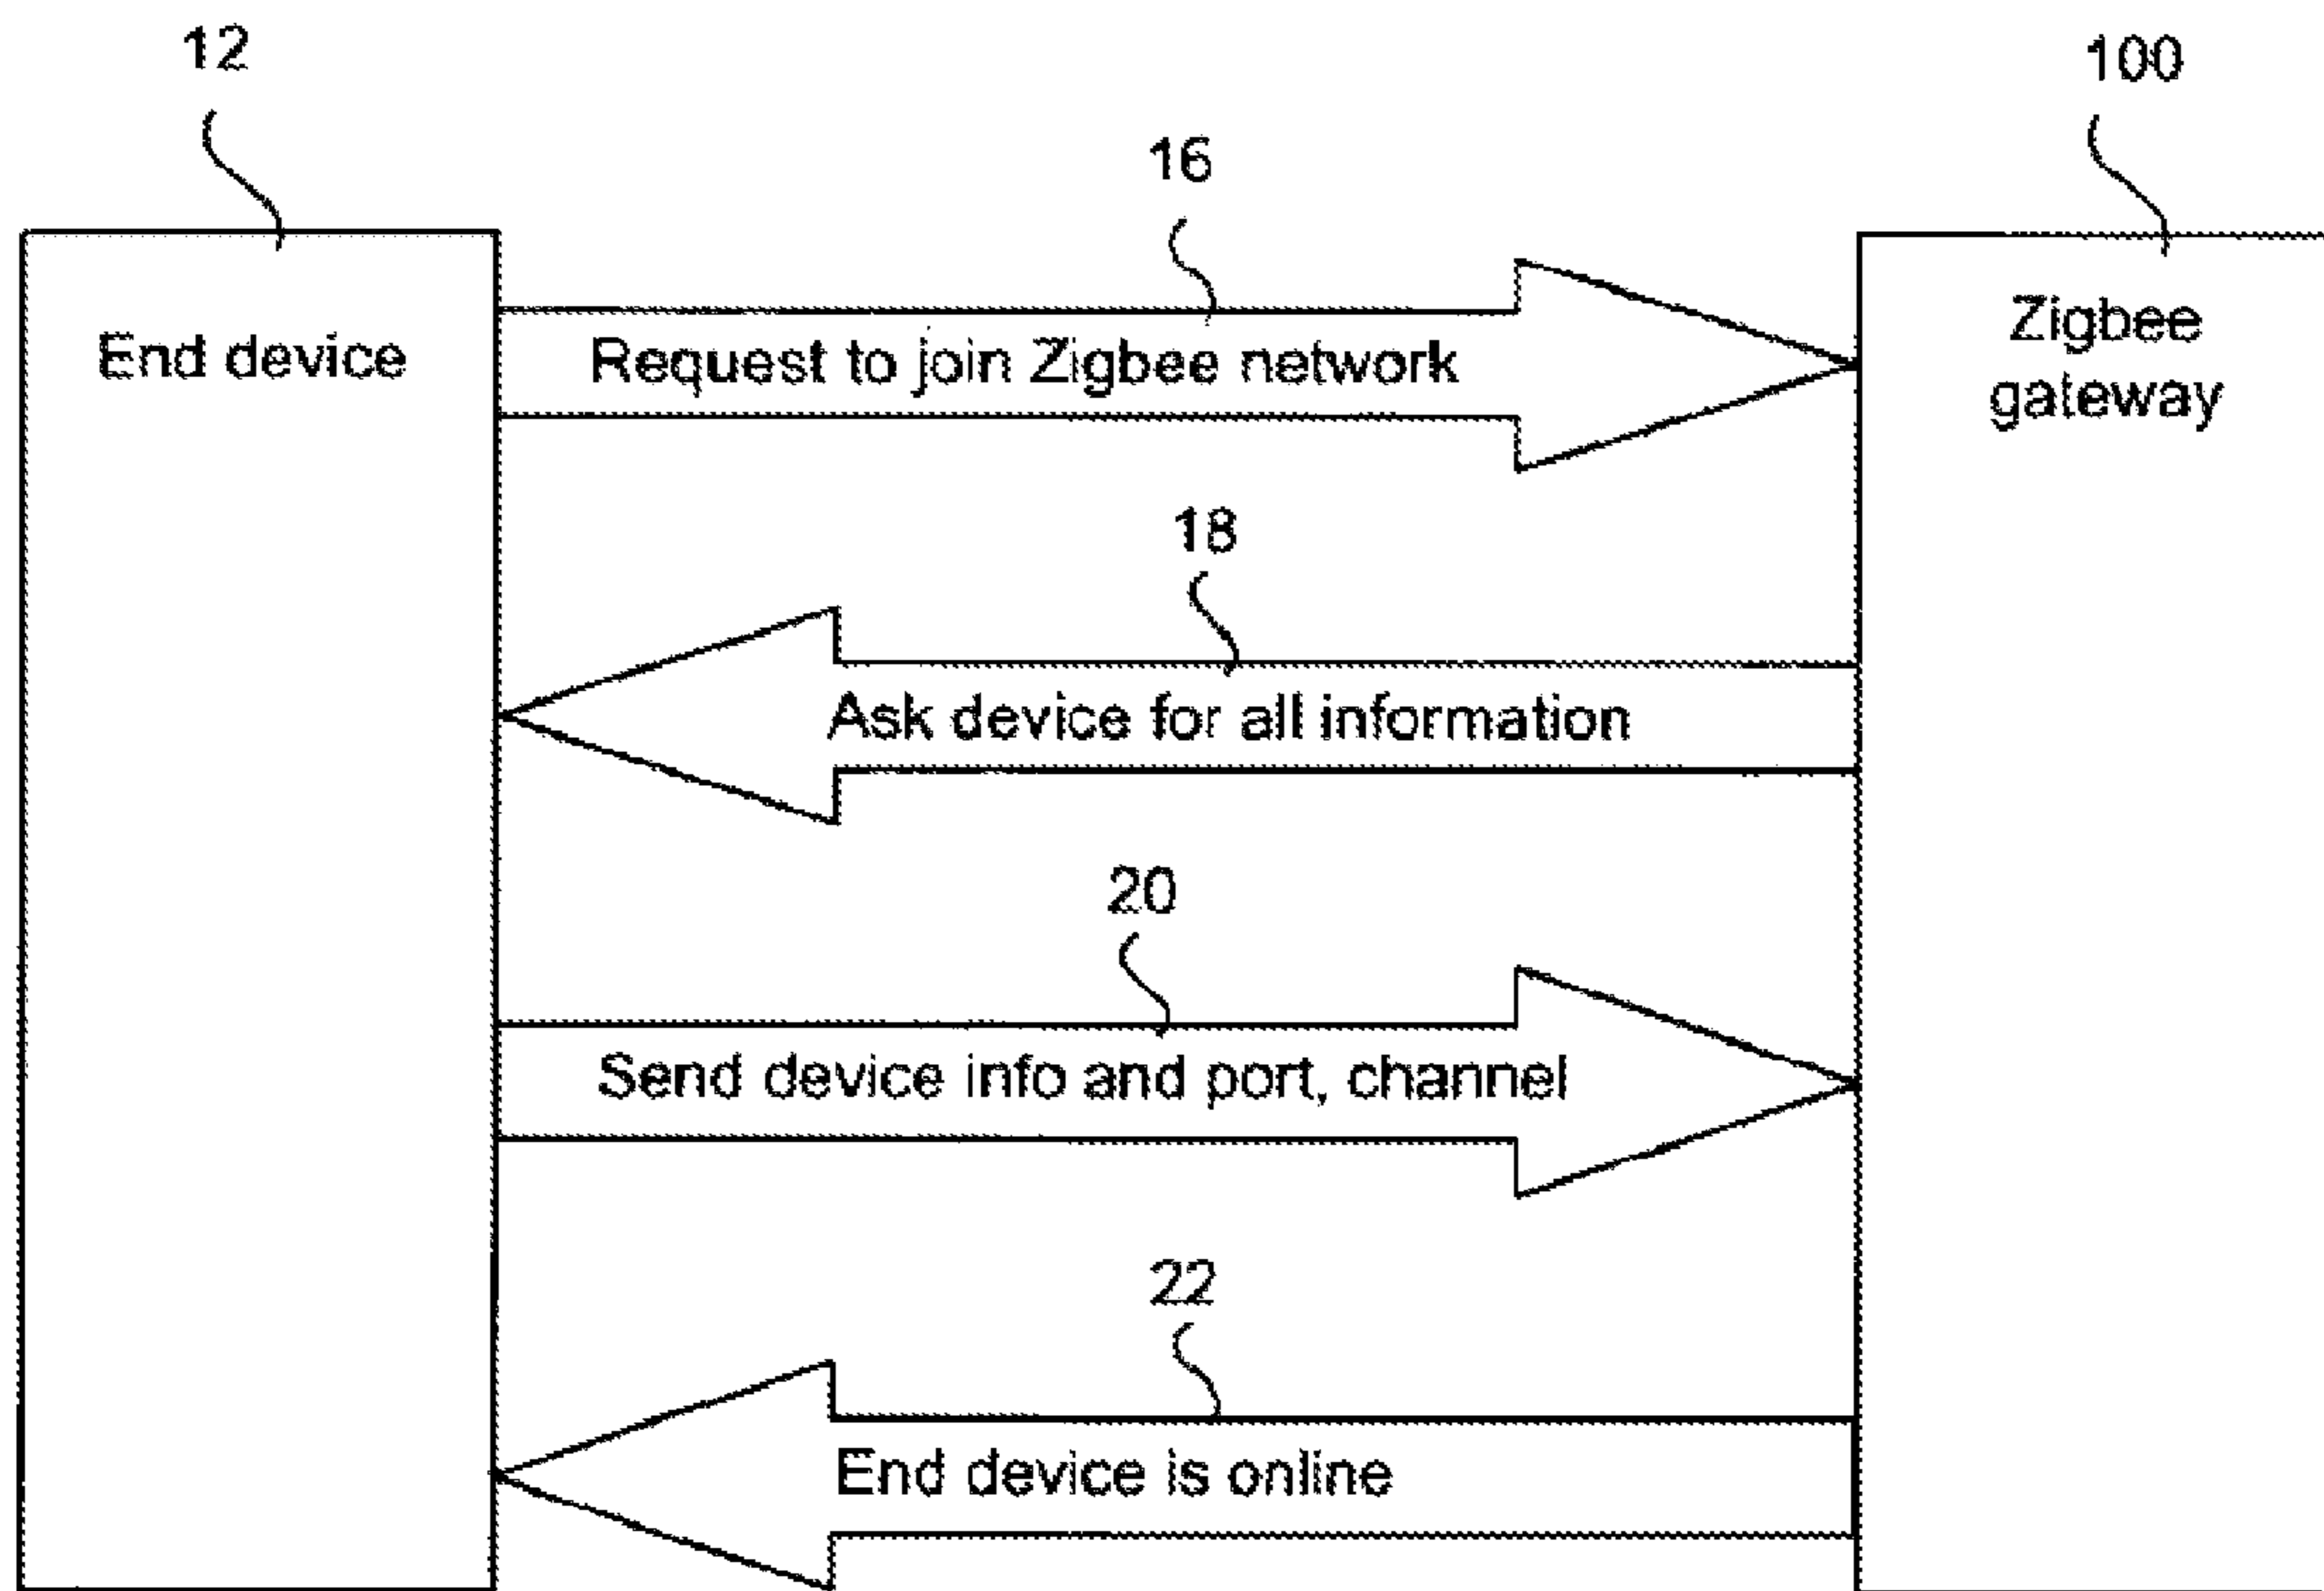 12
100
16
End device
Request to join Zigbee network
Zigbee
gateway
18
Ask device for all information
20
Send device info and port, channel
22
End device is online